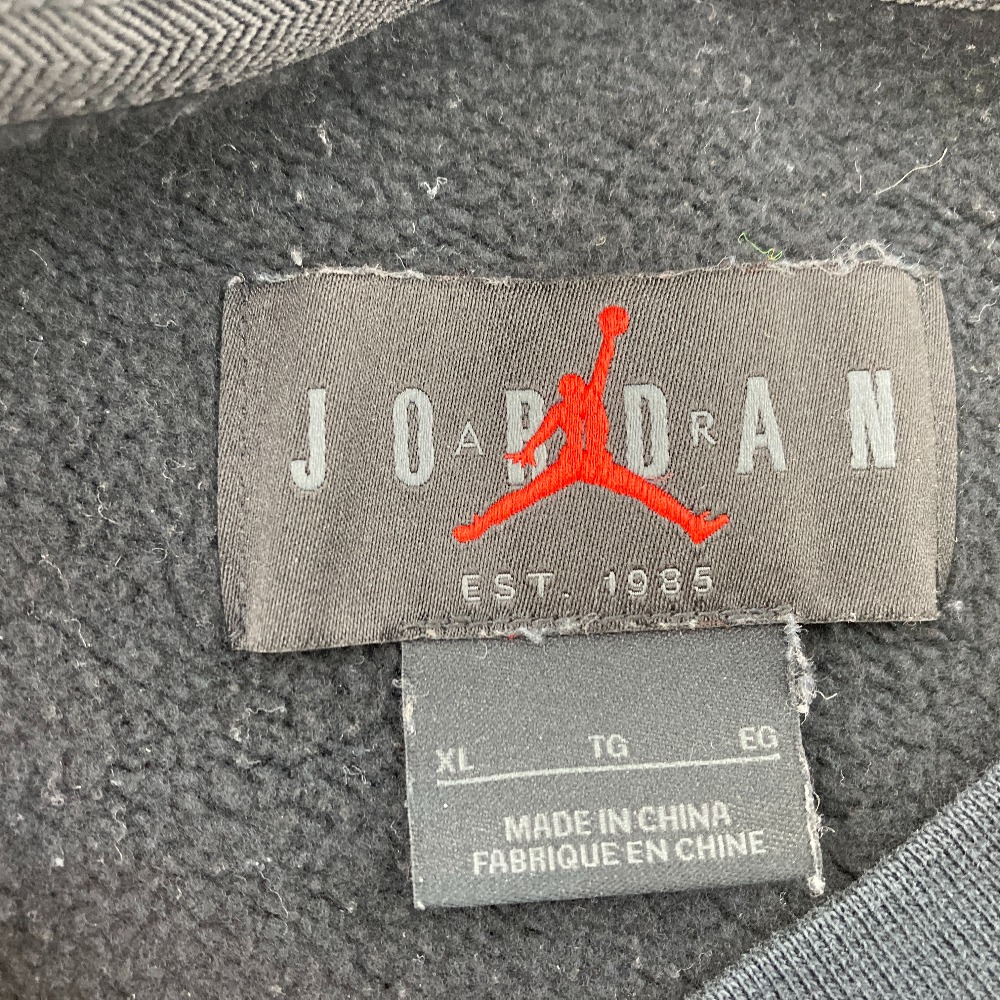 JORDAN
AIR
EST. 1985
XL TG EG
MADE IN CHINA
FABRIQUE EN CHINE